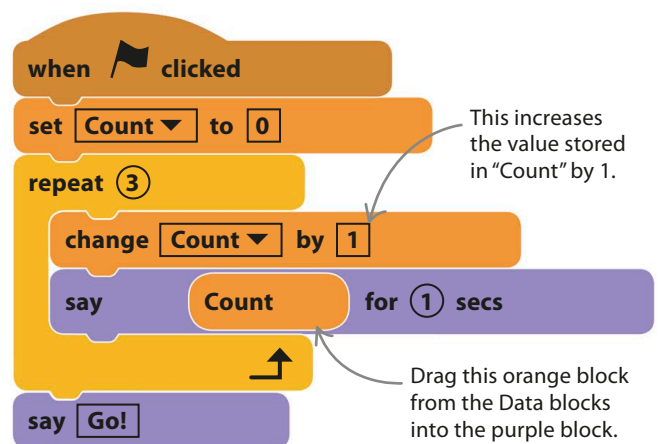 when clicked
set Count to 0
This increases
the value stored
in “Count” by 1.
repeat 3
change Count by 1
say Count for 1 secs
Drag this orange block
from the Data blocks
into the purple block.
say Go!